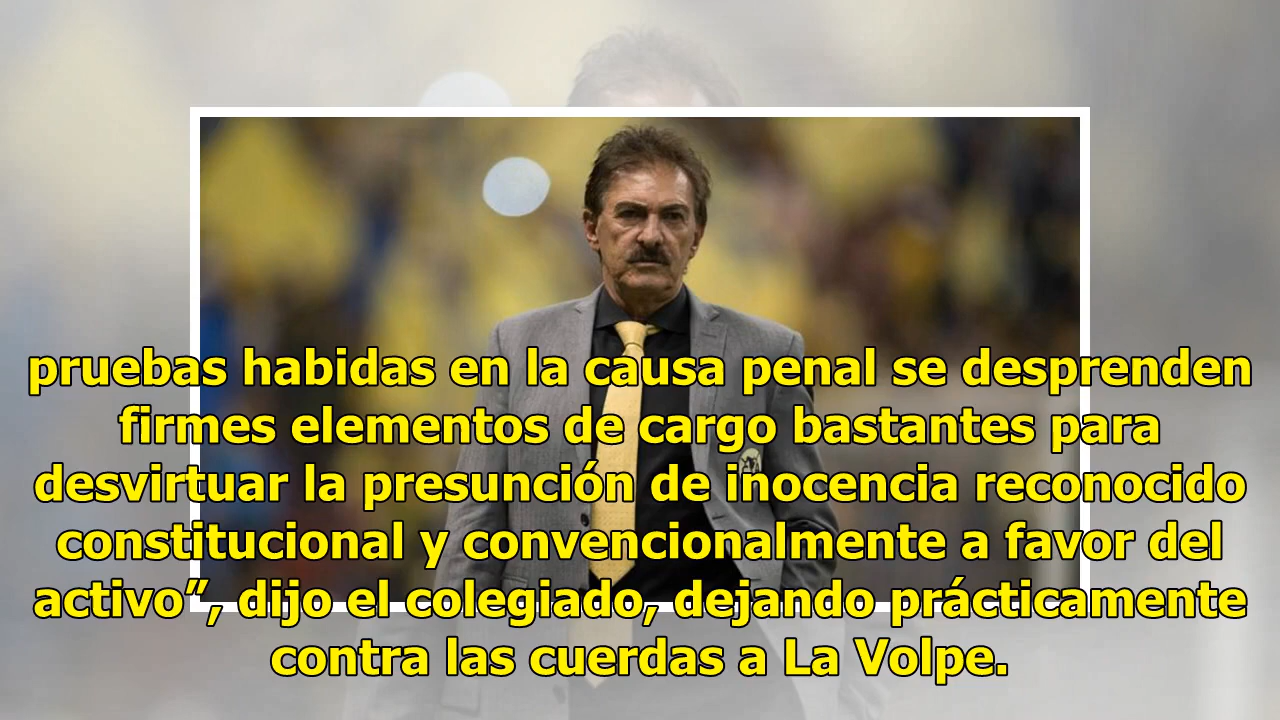 pruebas habidas en la causa penal se desprenden
firmes elementos de cargo bastantes para
desvirtuar la presunción de inocencia reconocido
constitucional y convencionalmente a favor del
activo”, dijo el colegiado, dejando prácticamente
contra las cuerdas a La Volpe.